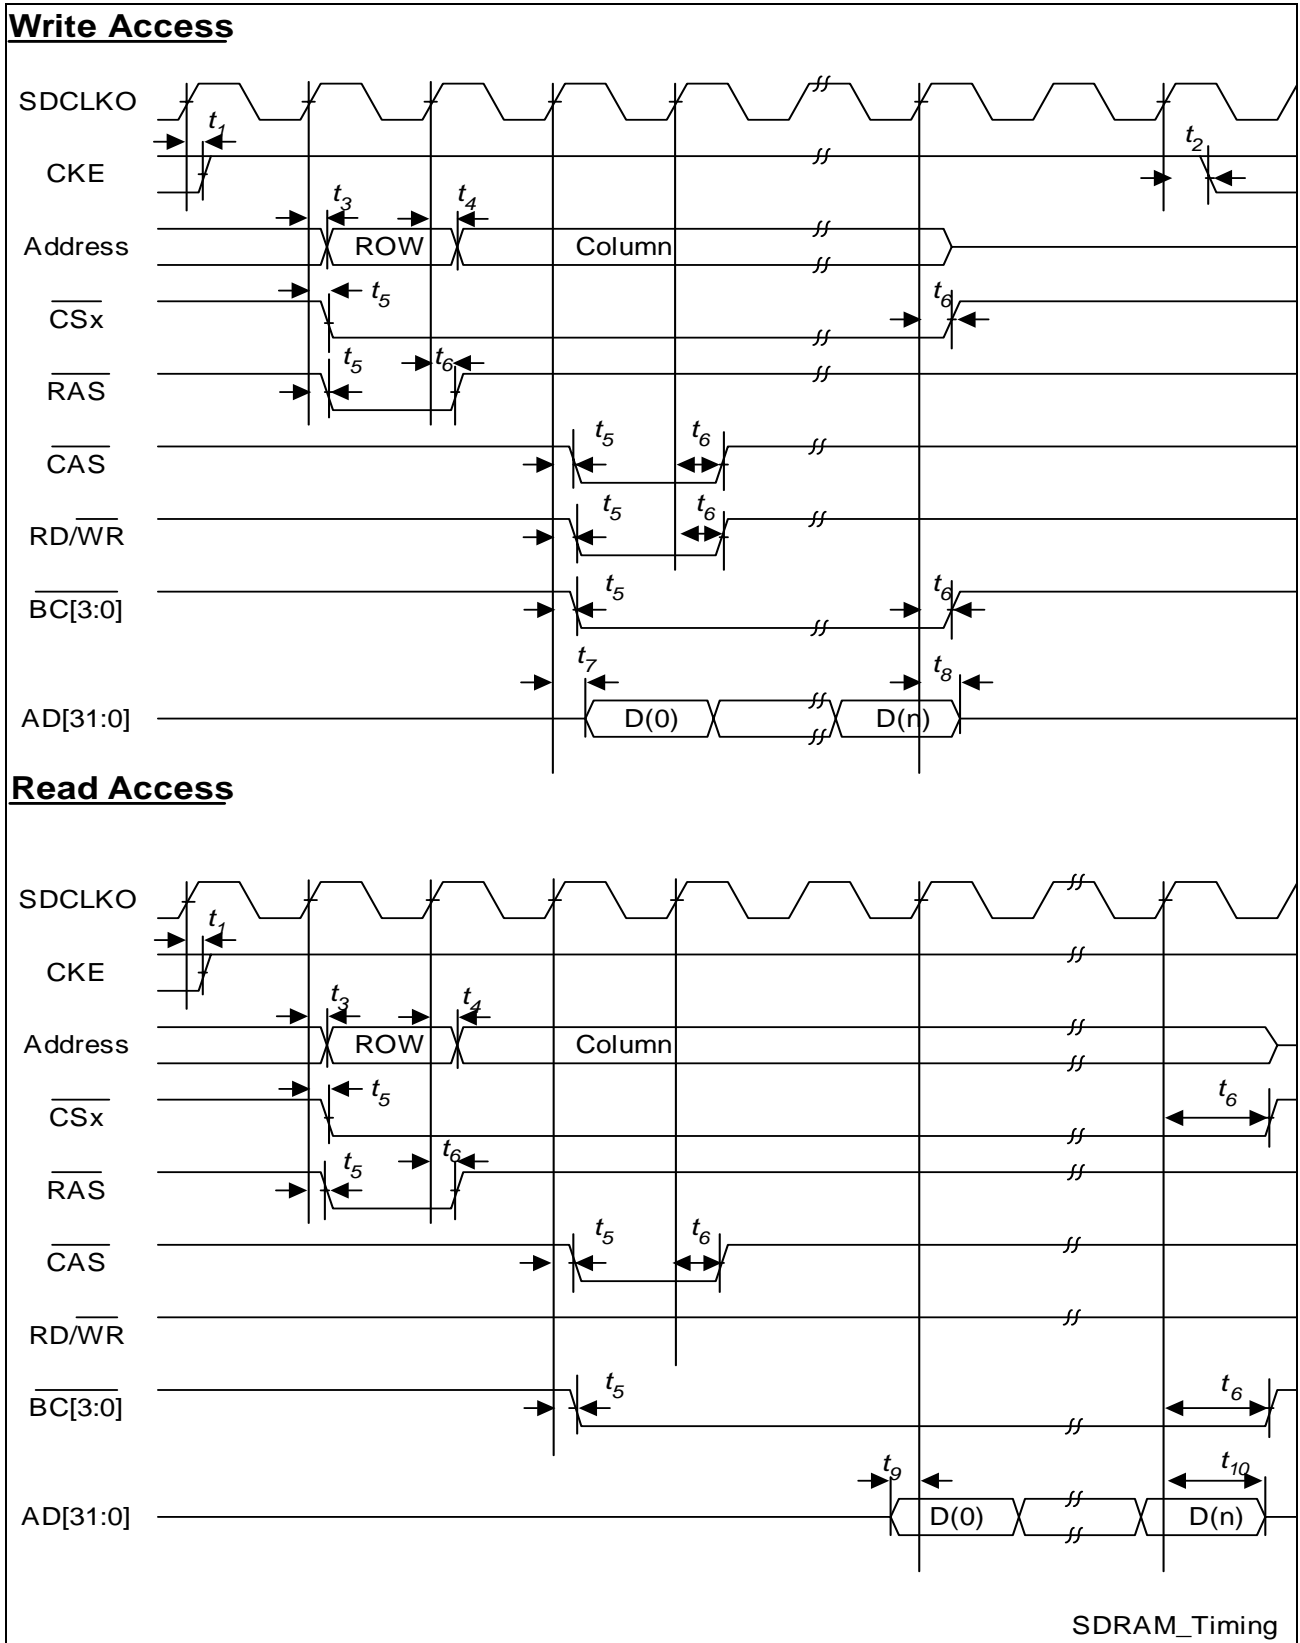 Write Access
SDCLKO
t1
t2
CKE
t3 t4
Address ROW Column
CSx t5 t6
RAS t5 t6
CAS t5 t6
RD/WR t5 t6
BC[3:0] t5 t6
t7 t8
AD[31:0] D(0) D(n)
Read Access
SDCLKO
t1
CKE
t3 t4
Address ROW Column
CSx t5 t6
RAS t5 t6
CAS t5 t6
RD/WR
BC[3:0] t5 t6
t9 t10
AD[31:0] D(0) D(n)
SDRAM_Timing